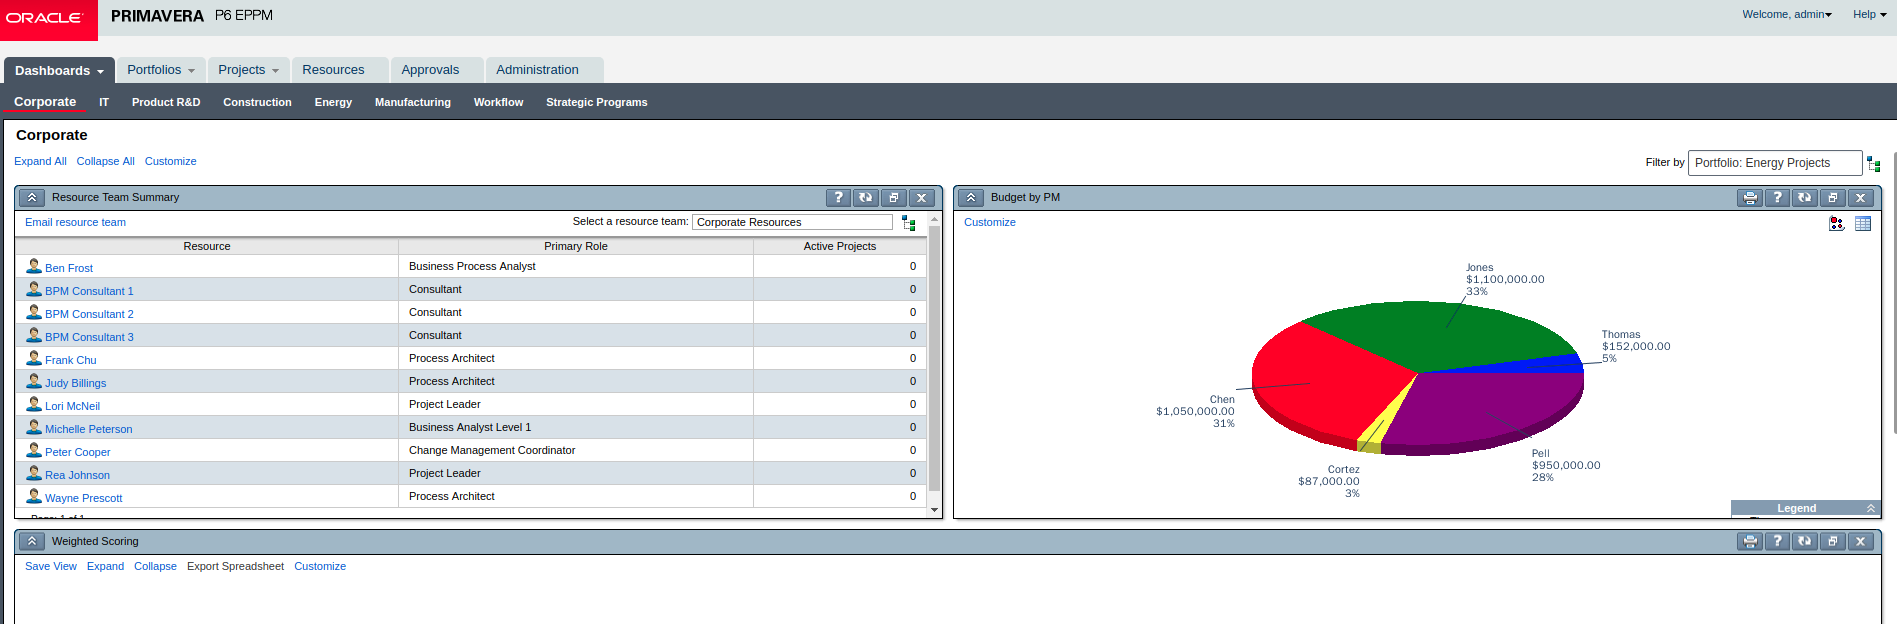 ORACLE
PRIMAVERA P6 EPPM
Welcome, admin Help
Dashboards Portfolios Projects Resources Approvals Administration
Corporate IT Product R&D Construction Energy Manufacturing Workflow Strategic Programs
Corporate
Expand All Collapse All Customize
Filter by Portfolio: Energy Projects
Resource Team Summary
Email resource team Select a resource team: Corporate Resources
Resource Primary Role Active Projects
Ben Frost Business Process Analyst 0
BPM Consultant 1 Consultant 0
BPM Consultant 2 Consultant 0
BPM Consultant 3 Consultant 0
Frank Chu Process Architect 0
Judy Billings Process Architect 0
Lori McNeil Project Leader 0
Michelle Peterson Business Analyst Level 1 0
Peter Cooper Change Management Coordinator 0
Rea Johnson Project Leader 0
Wayne Prescott Process Architect 0
Page: 1 of 1
Budget by PM
Customize
Jones
$1,100,000.00
33%
Thomas
$152,000.00
5%
Chen
$1,050,000.00
31%
Cortez
$87,000.00
3%
Pell
$950,000.00
28%
Legend
Weighted Scoring
Save View Expand Collapse Export Spreadsheet Customize